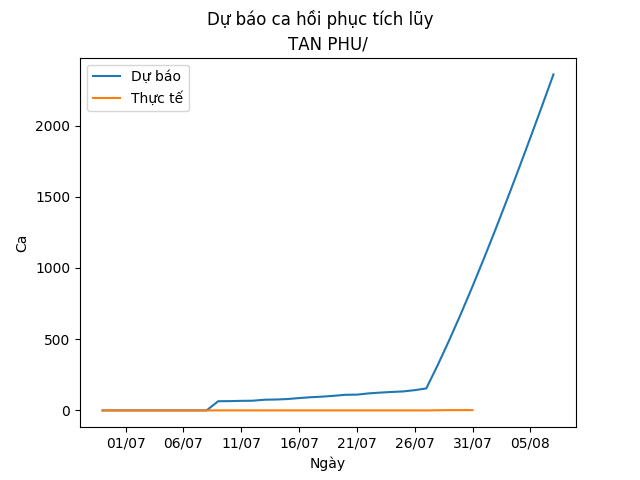 Dự báo ca hồi phục tích lũy
TAN PHU/
Dự báo
Thực tế
Ca
2000
1500
1000
500
0
01/07 06/07 11/07 16/07 21/07 26/07 31/07 05/08
Ngày